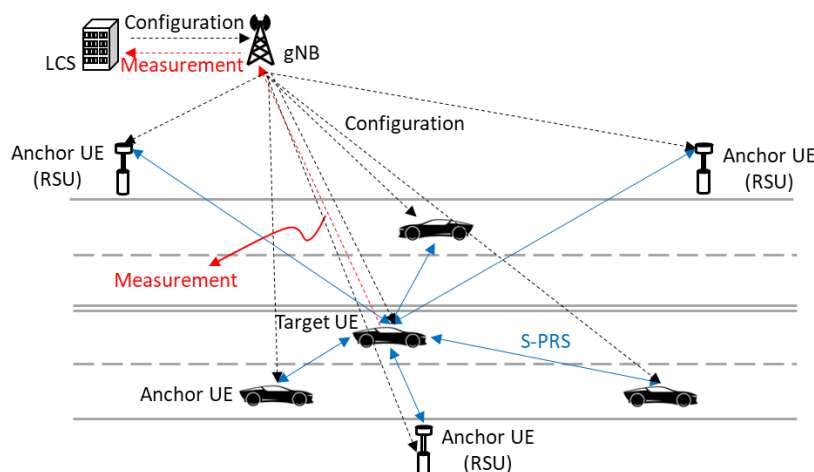 Configuration
LCS
Measurement
gNB
Configuration
Anchor UE
(RSU)
Anchor UE
(RSU)
Measurement
Target UE
S-PRS
Anchor UE
Anchor UE
(RSU)